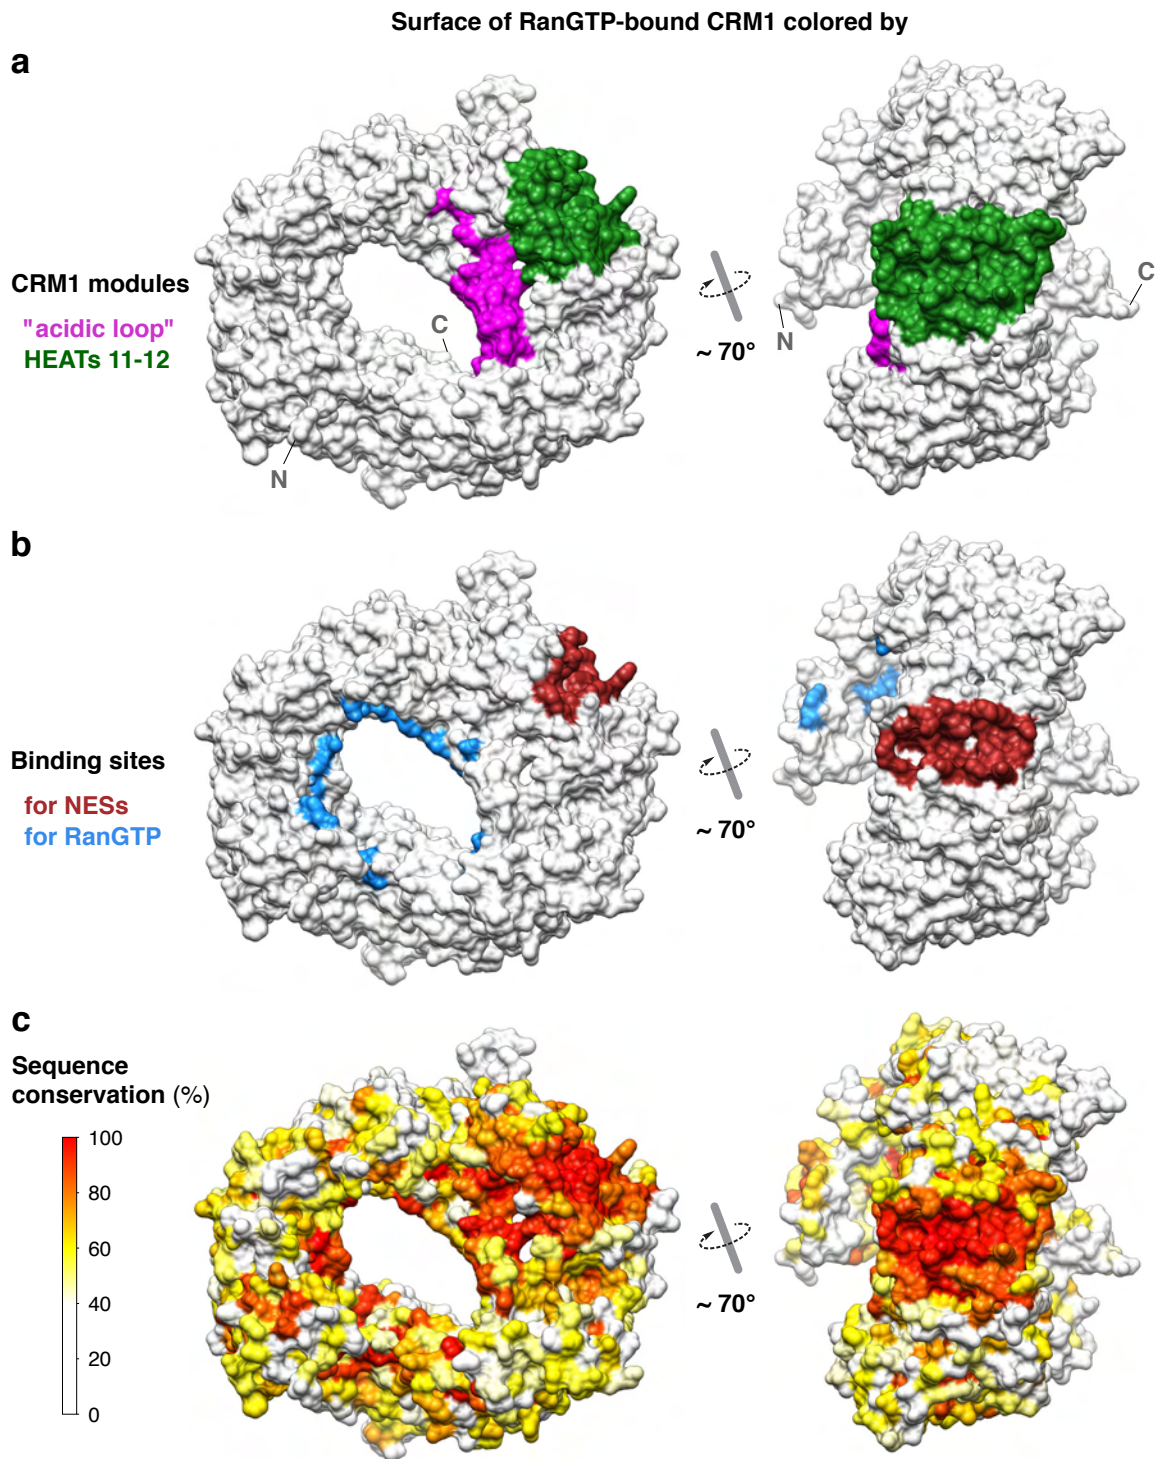 Surface of RanGTP-bound CRM1 colored by
a
CRM1 modules
"acidic loop"
HEATs 11-12
C
N
~ 70°
N
C
b
Binding sites
for NESs
for RanGTP
~ 70°
c
Sequence
conservation (%)
100
80
60
40
20
0
~ 70°